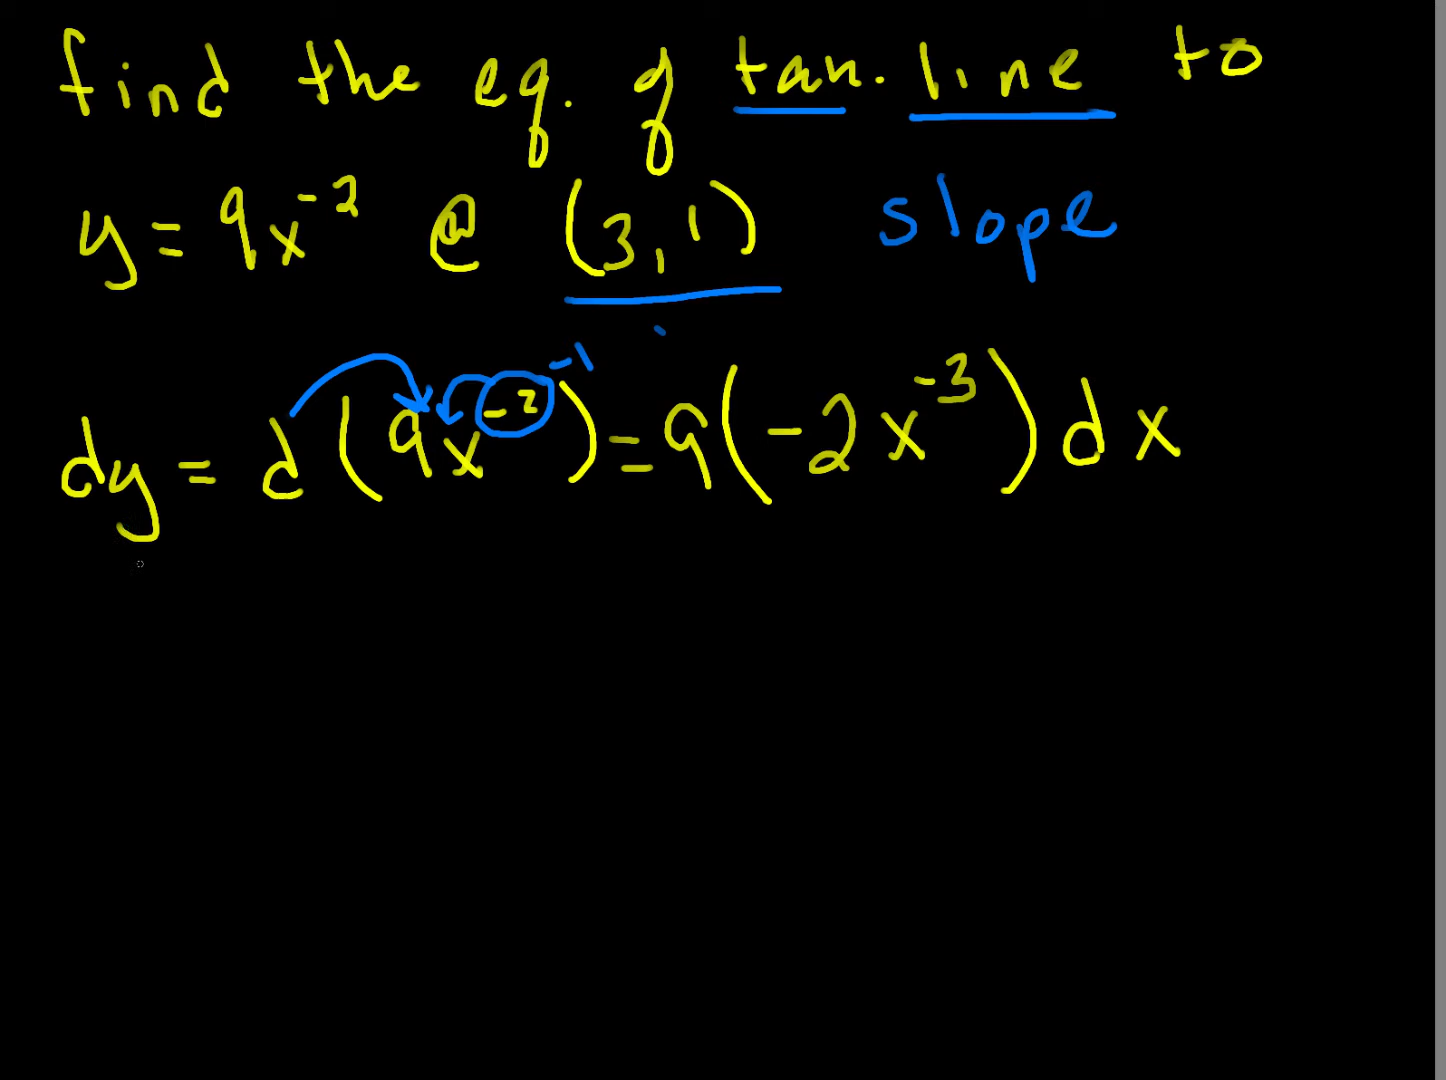 find the eq. of tan. line to
y = 9x^-2 @ (3,1) slope
dy = d(9x^-2)^-1 = 9(-2x^-3)dx